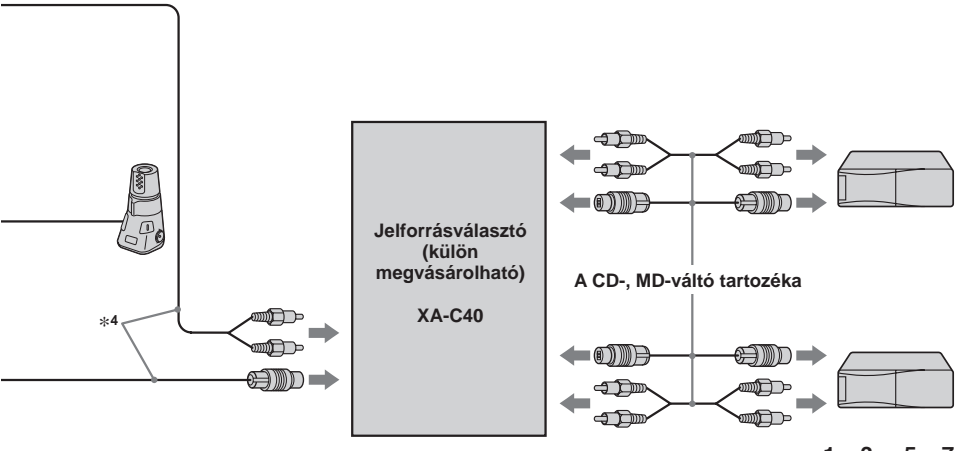 Jelforrásválasztó
(külön
megvásárolható)
XA-C40
A CD-, MD-váltó tartozéka
*4